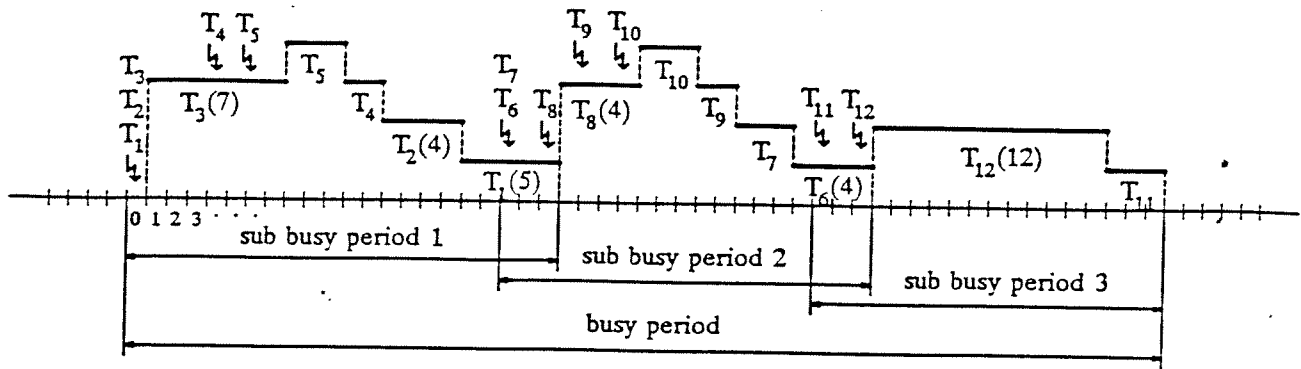 T4 T5
T9 T10
T3
T2
T1
T3(7)
T5
T4
T2(4)
T7
T6
T8
T1(5)
T8(4)
T10
T9
T7
T11 T12
T6(4)
T12(12)
T11
0 1 2 3 . . .
sub busy period 1
sub busy period 2
sub busy period 3
busy period